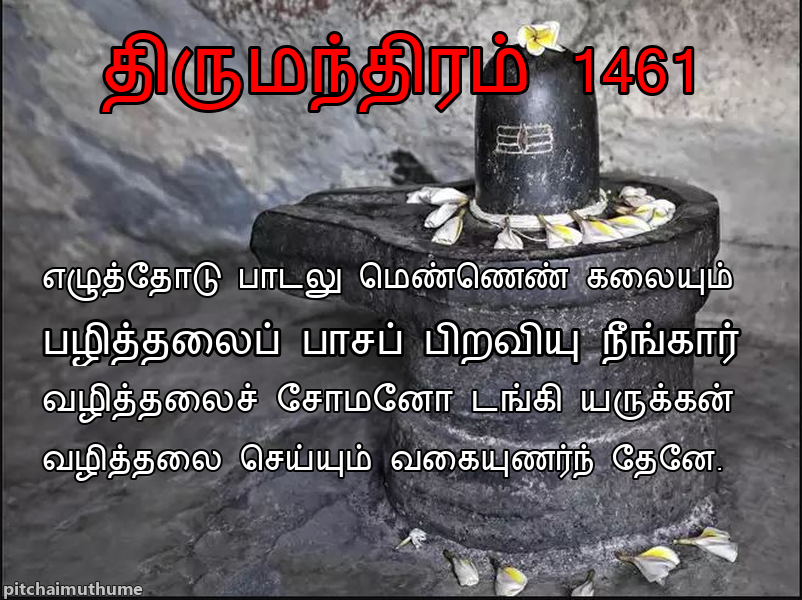 திருமந்திரம் 1461
எழுத்தோடு பாடலு மெண்ணெண் கலையும்
பழித்தலைப் பாசப் பிறவியு நீங்கார்
வழித்தலைச் சோமனோ டங்கி யருக்கன்
வழித்தலை செய்யும் வகையுணர்ந் தேனே.
pitchaimuthume